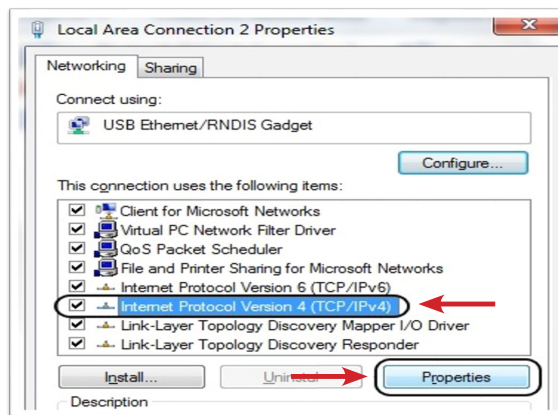 Local Area Connection 2 Properties
Networking
Sharing
Connect using:
USB Ethernet/RNDIS Gadget
Configure...
This connection uses the following items:
Client for Microsoft Networks
Virtual PC Network Filter Driver
QoS Packet Scheduler
File and Printer Sharing for Microsoft Networks
Internet Protocol Version 6 (TCP/IPv6)
Internet Protocol Version 4 (TCP/IPv4)
Link-Layer Topology Discovery Mapper I/O Driver
Link-Layer Topology Discovery Responder
Install...
Properties
Description